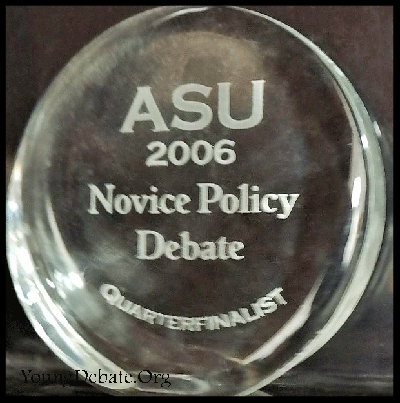 ASU
2006
Novice Policy
Debate
QUARTERFINALIST
YoungDebate.Org